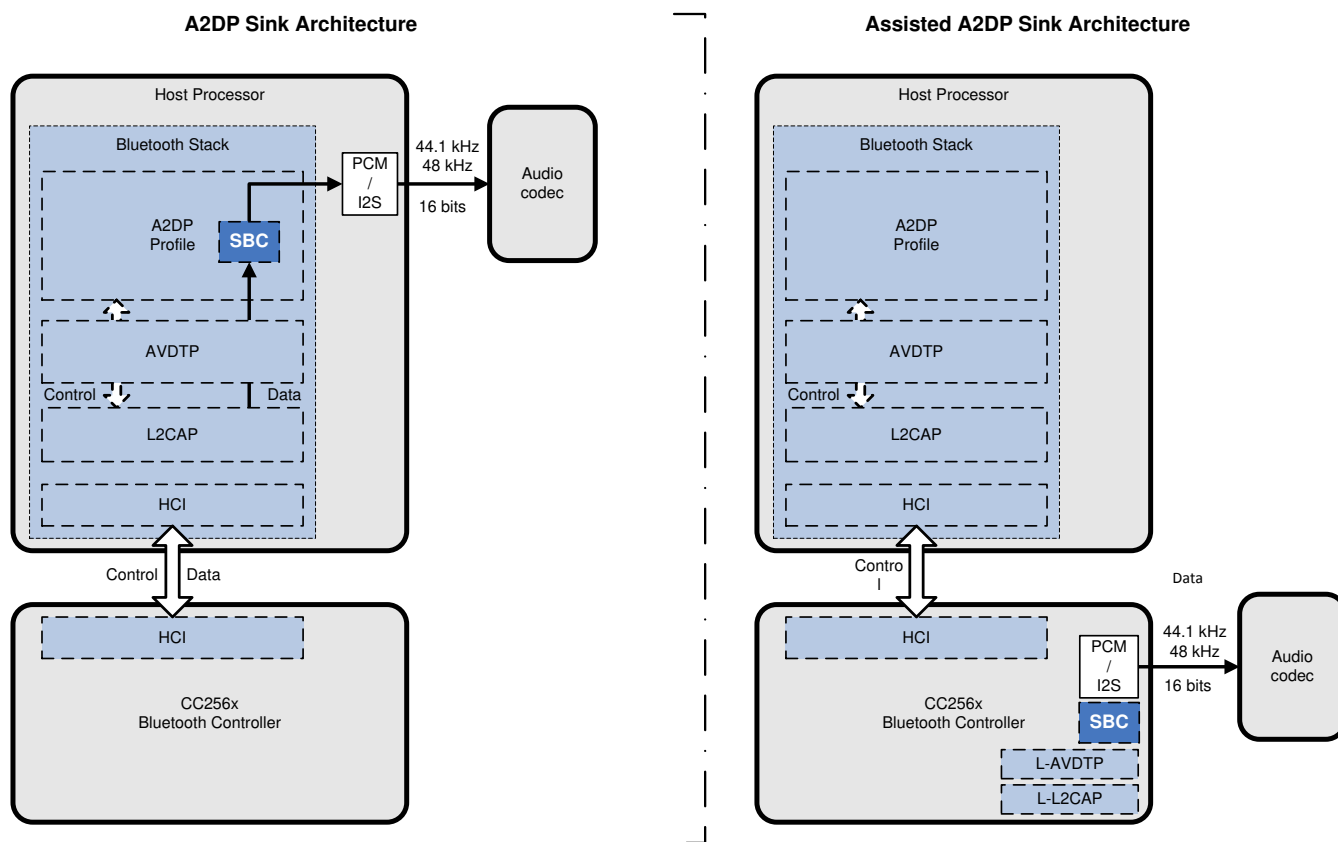 A2DP Sink Architecture
Host Processor
Bluetooth Stack
A2DP
Profile
SBC
PCM
/
I2S
44.1 kHz
48 kHz
16 bits
Audio
codec
AVDTP
Control
Data
L2CAP
HCI
Control
Data
HCI
CC256x
Bluetooth Controller
Assisted A2DP Sink Architecture
Host Processor
Bluetooth Stack
A2DP
Profile
AVDTP
Control
L2CAP
HCI
Contro
l
Data
HCI
PCM
/
I2S
44.1 kHz
48 kHz
16 bits
Audio
codec
CC256x
Bluetooth Controller
SBC
L-AVDTP
L-L2CAP